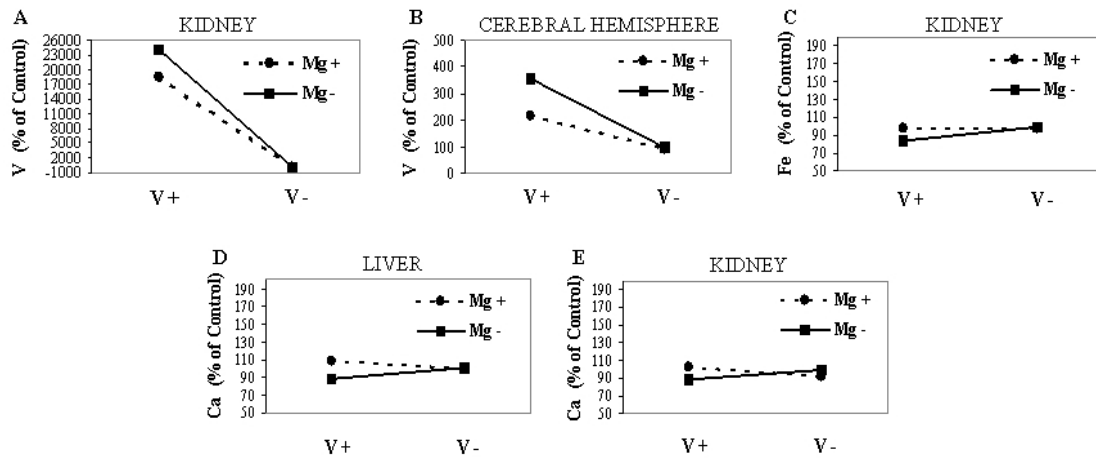 A
KIDNEY
V (% of Control)
26000
23000
20000
17000
14000
11000
8000
5000
2000
-1000
Mg +
Mg -
V +
V -
B
CEREBRAL HEMISPHERE
V (% of Control)
500
400
300
200
100
0
Mg +
Mg -
V +
V -
C
KIDNEY
Fe (% of Control)
190
170
150
130
110
90
70
50
Mg +
Mg -
V +
V -
D
LIVER
Ca (% of Control)
190
170
150
130
110
90
70
50
Mg +
Mg -
V +
V -
E
KIDNEY
Ca (% of Control)
190
170
150
130
110
90
70
50
Mg +
Mg -
V +
V -